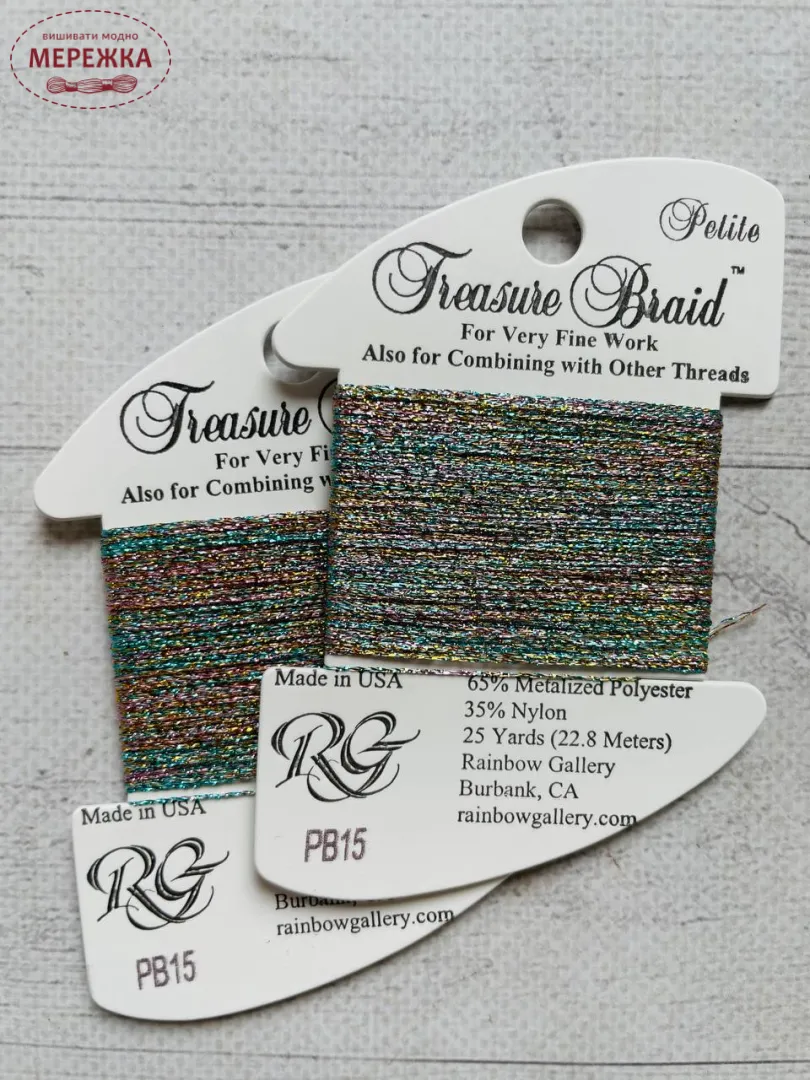 вишивати модно
МЕРЕЖКА
Petite
Treasure Braid™
For Very Fine Work
Also for Combining with Other Threads
Treasure
For Very Fi
Also for Combining w
Made in USA
RG
PB15
65% Metalized Polyester
35% Nylon
25 Yards (22.8 Meters)
Rainbow Gallery
Burbank, CA
rainbowgallery.com
Made in USA
RG
PB15
Burbank,
rainbowgallery.com